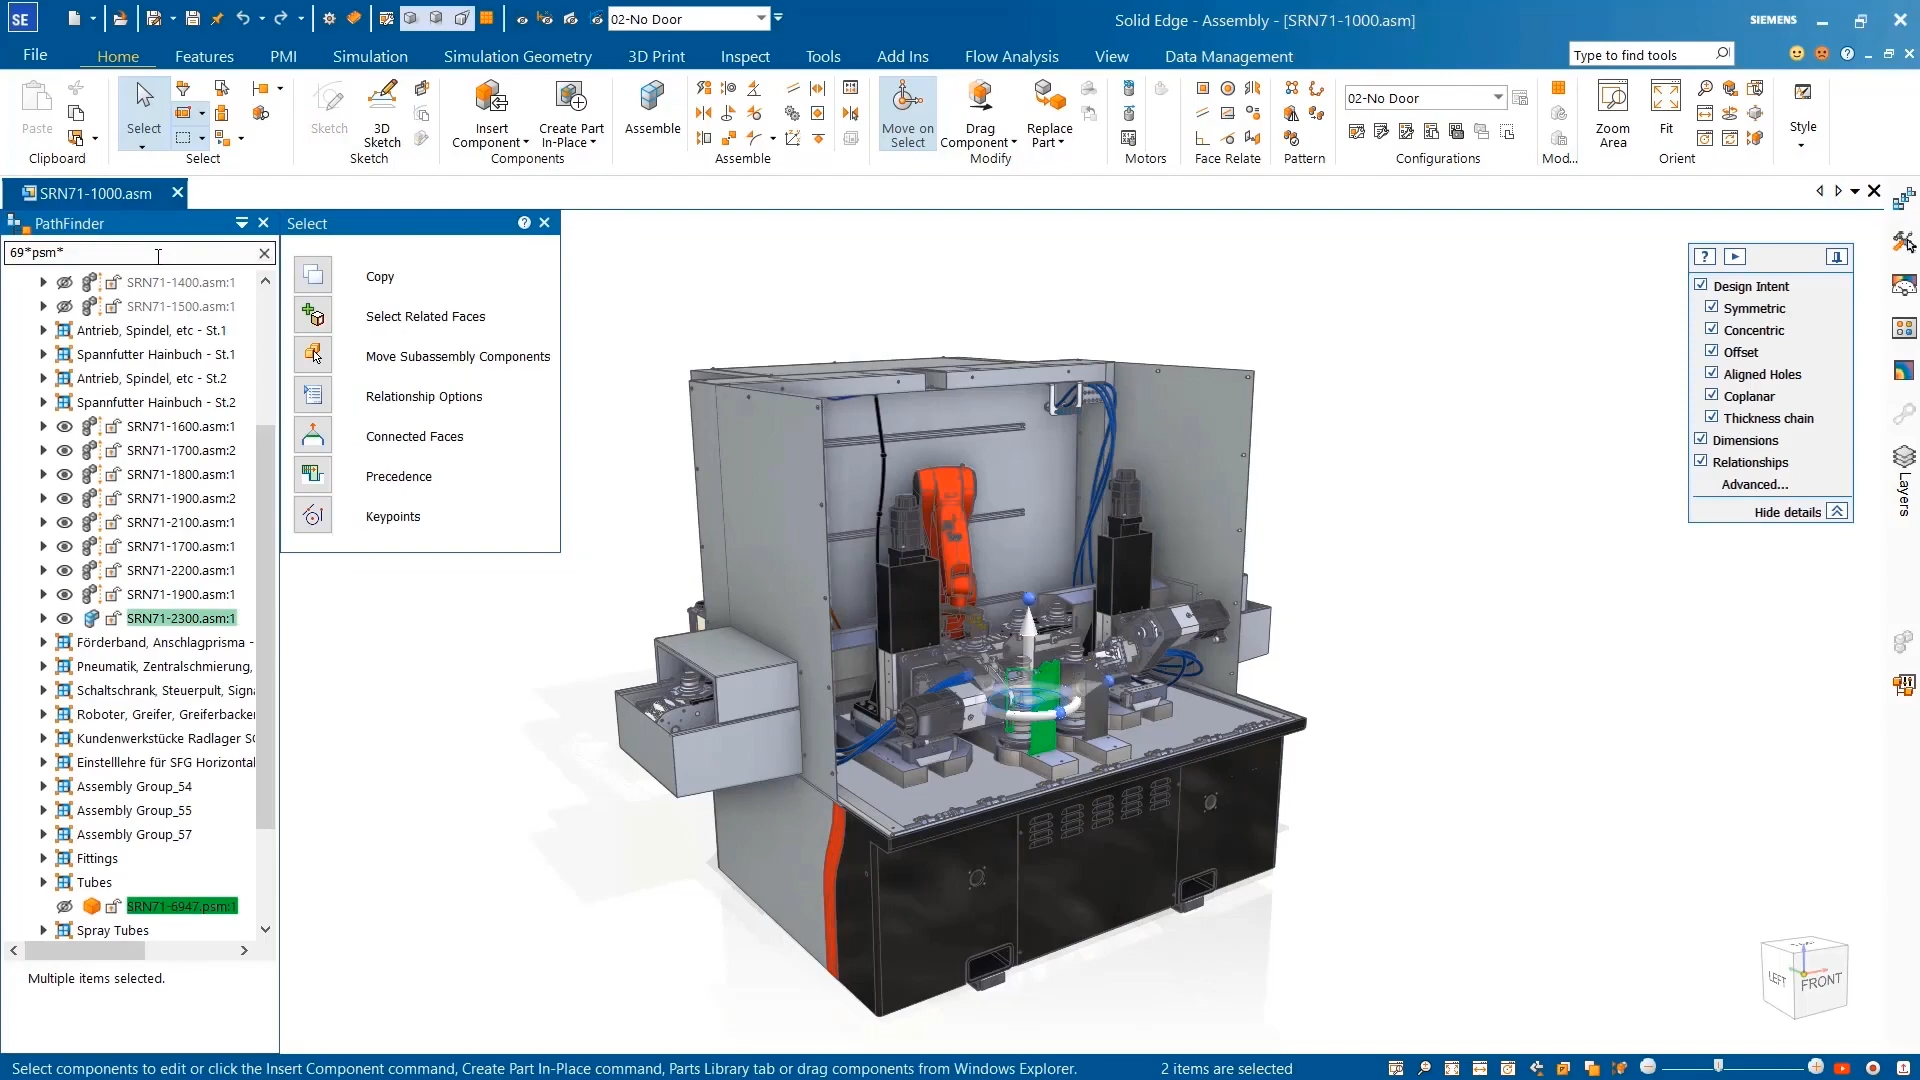 SE
02-No Door
Solid Edge - Assembly - [SRN71-1000.asm]
SIEMENS
File
Home
Features
PMI
Simulation
Simulation Geometry
3D Print
Inspect
Tools
Add Ins
Flow Analysis
View
Data Management
Type to find tools
Paste
Clipboard
Select
Select
Sketch
3D Sketch
Sketch
Insert Component
Create Part In-Place
Components
Assemble
Assemble
Move on Select
Drag Component
Replace Part
Modify
Motors
Face Relate
Pattern
02-No Door
Configurations
Mod...
Zoom Area
Fit
Orient
Style
SRN71-1000.asm
PathFinder
69*psm*
SRN71-1400.asm:1
SRN71-1500.asm:1
Antrieb, Spindel, etc - St.1
Spannfutter Hainbuch - St.1
Antrieb, Spindel, etc - St.2
Spannfutter Hainbuch - St.2
SRN71-1600.asm:1
SRN71-1700.asm:2
SRN71-1800.asm:1
SRN71-1900.asm:2
SRN71-2100.asm:1
SRN71-1700.asm:1
SRN71-2200.asm:1
SRN71-1900.asm:1
SRN71-2300.asm:1
Förderband, Anschlagprisma -
Pneumatik, Zentralschmierung,
Schaltschrank, Steuerpult, Signa
Roboter, Greifer, Greiferbacken
Kundenwerkstücke Radlager SG
Einstelllehre für SFG Horizontal
Assembly Group_54
Assembly Group_55
Assembly Group_57
Fittings
Tubes
SRN71-6947.psm:1
Spray Tubes
Multiple items selected.
Select
Copy
Select Related Faces
Move Subassembly Components
Relationship Options
Connected Faces
Precedence
Keypoints
Design Intent
Symmetric
Concentric
Offset
Aligned Holes
Coplanar
Thickness chain
Dimensions
Relationships
Advanced...
Hide details
Layers
LEFT
FRONT
Select components to edit or click the Insert Component command, Create Part In-Place command, Parts Library tab or drag components from Windows Explorer.
2 items are selected